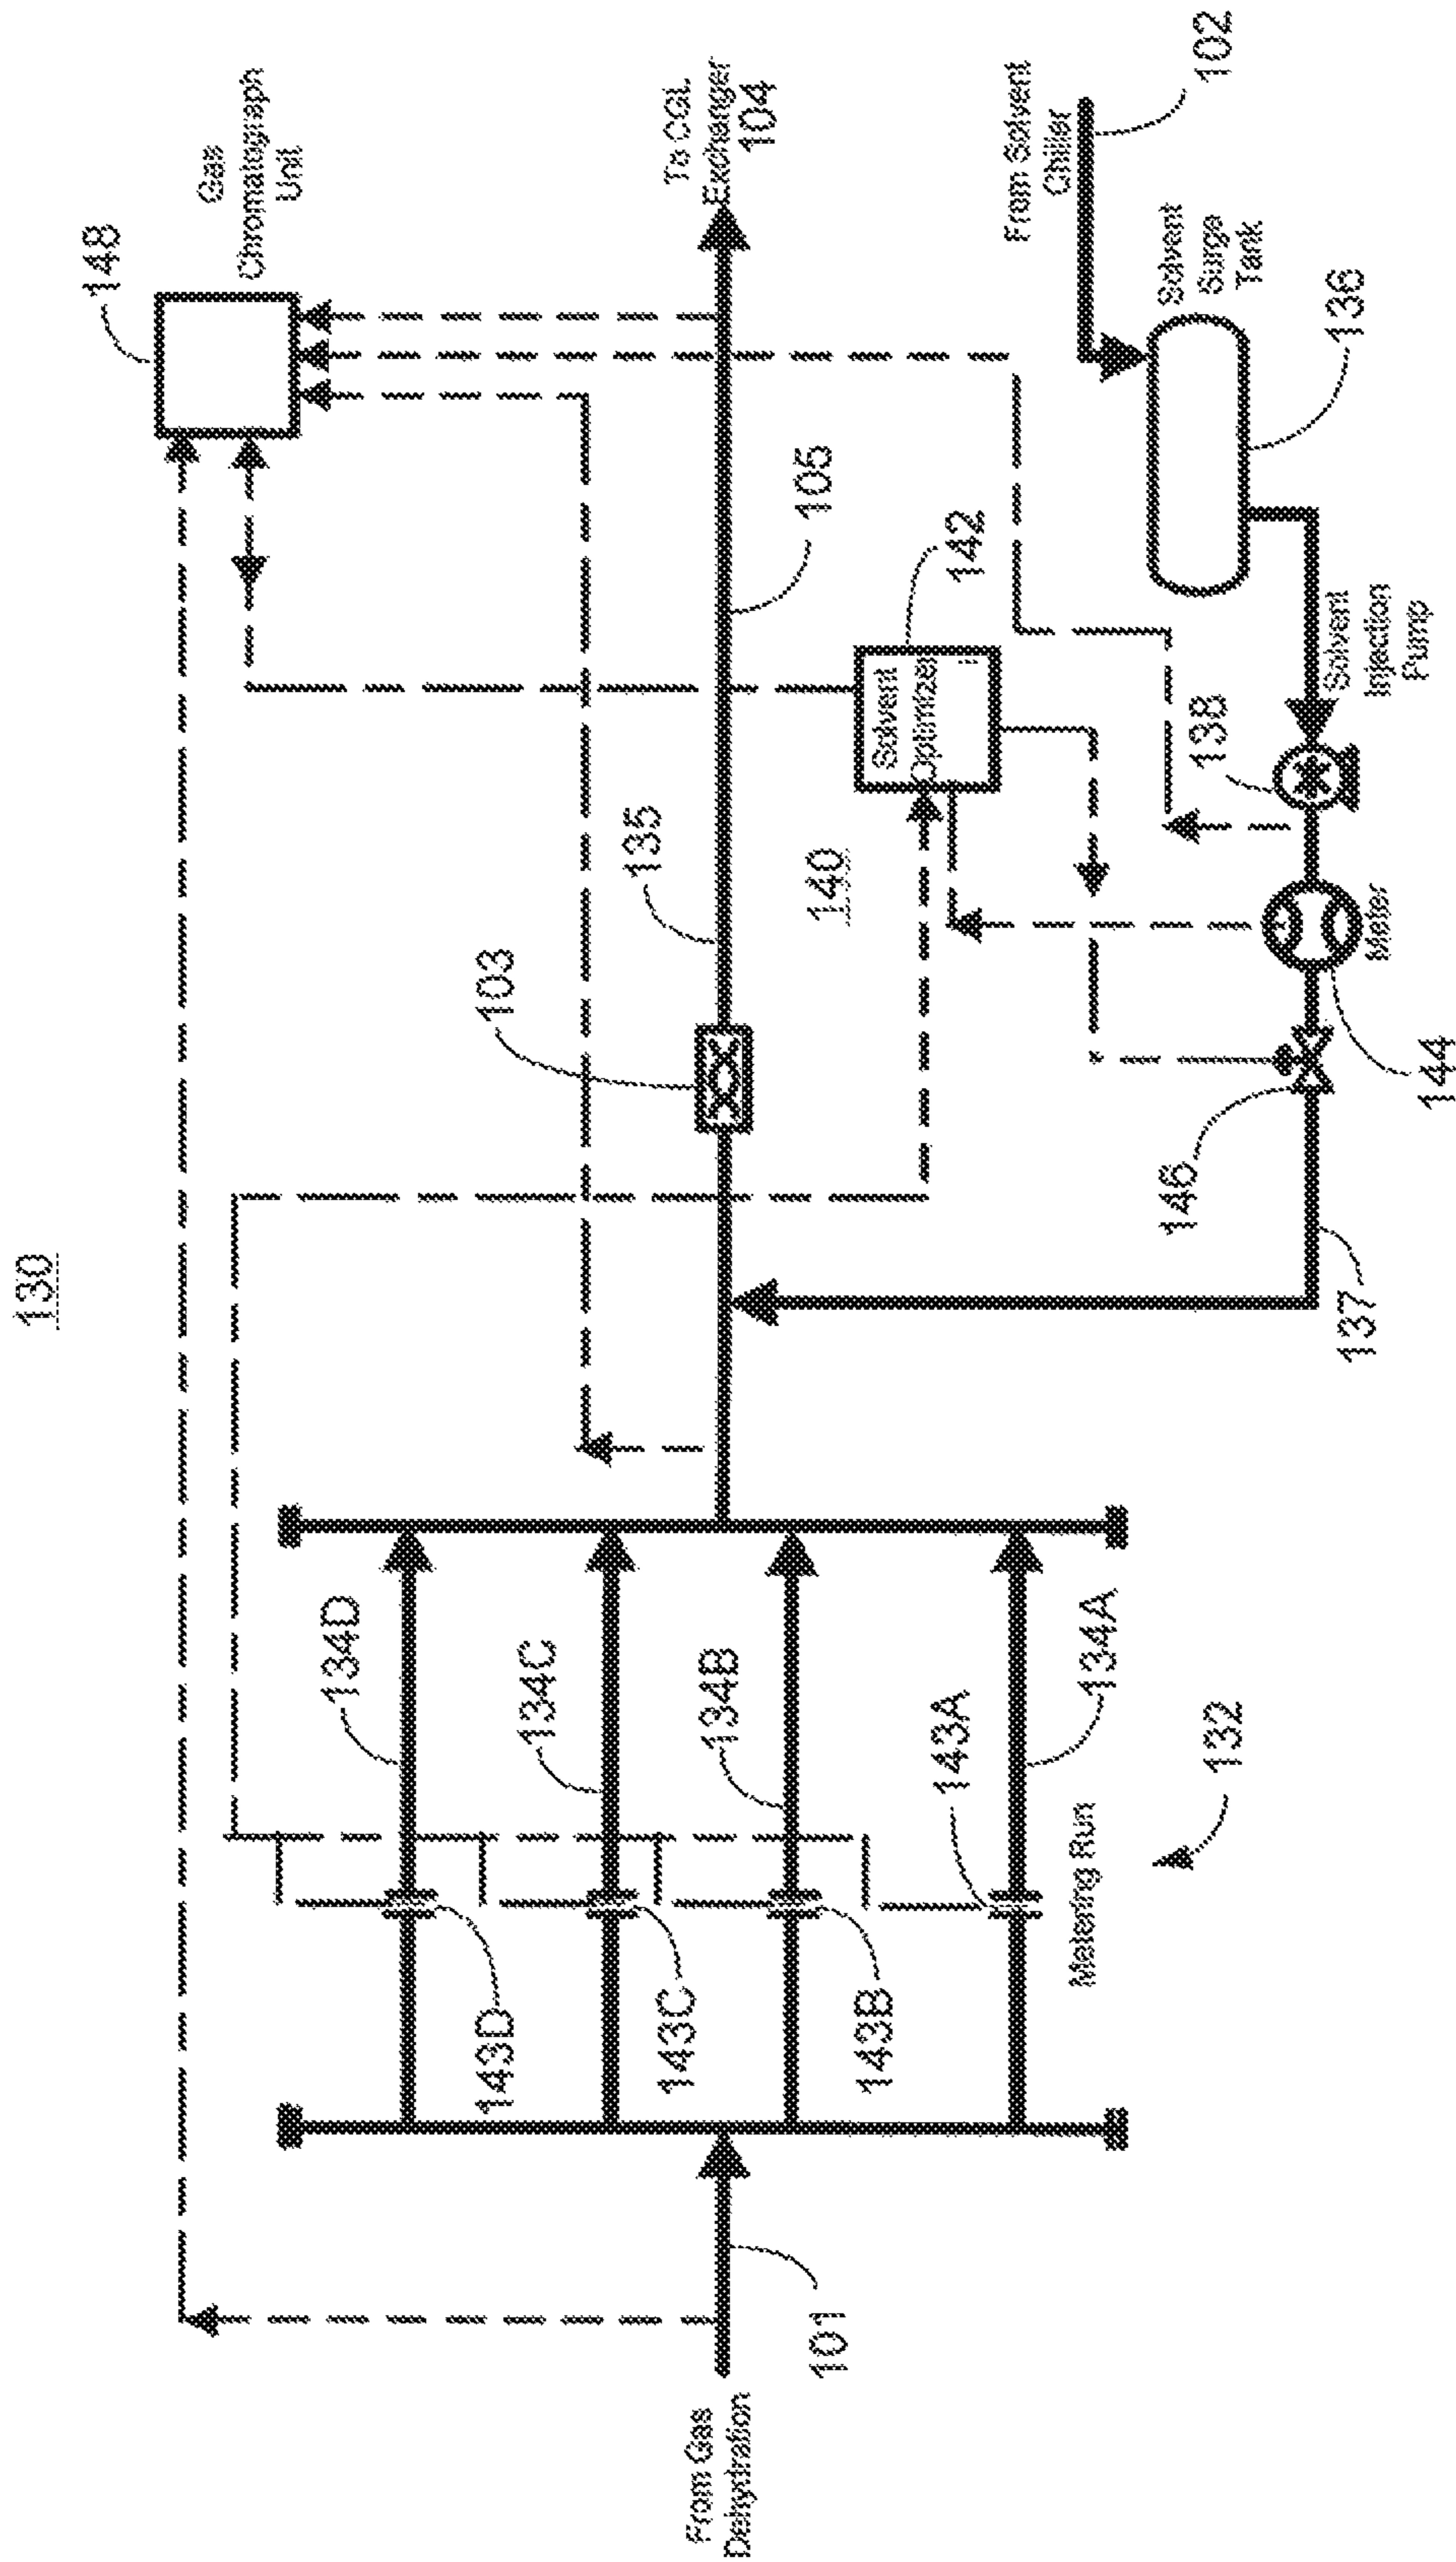 130
148
Gas
Chromatograph
Unit
To CGL
Exchanger
104
From Solvent
Chiller
102
Solvent
Surge
Tank
136
105
135
103
140
142
Solvent
Optimizer
138
Solvent
Injection
Pump
Meter
144
146
137
134D
134C
134B
134A
143D
143C
143B
143A
Metering Run
132
101
From Gas
Dehydration